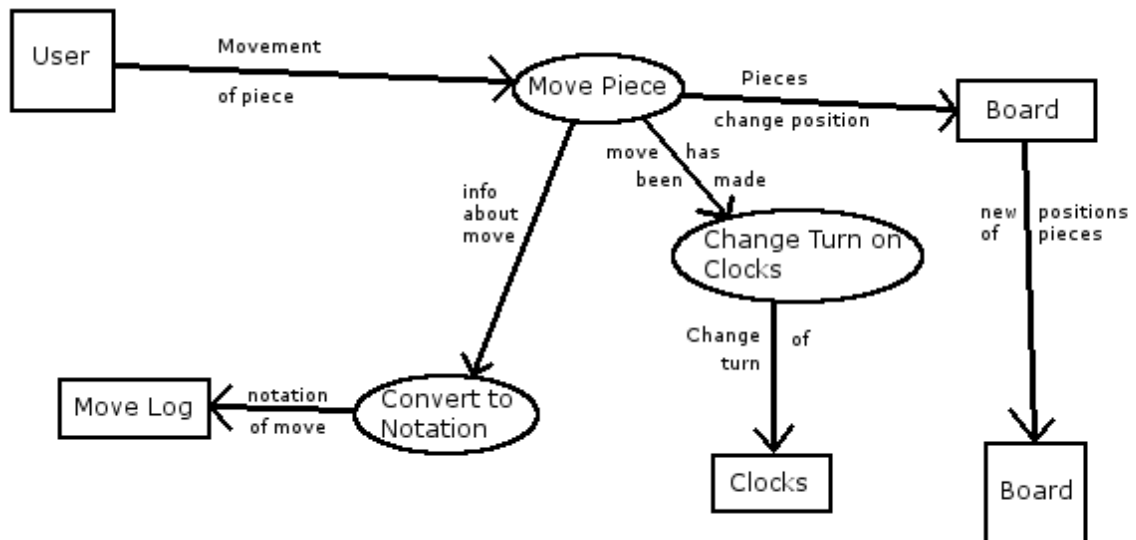 User
Movement
of piece
Move Piece
Pieces
change position
Board
move has
been made
info
about
move
new positions
of pieces
Change Turn on
Clocks
Change of
turn
Move Log
notation
of move
Convert to
Notation
Clocks
Board